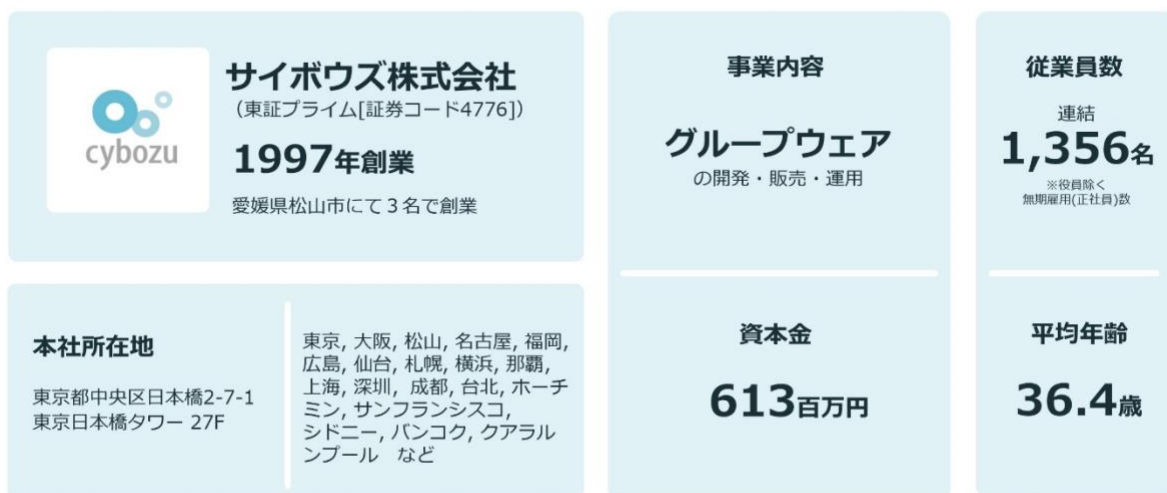 cybozu
サイボウズ株式会社
（東証プライム[証券コード4776]）
1997年創業
愛媛県松山市にて３名で創業
事業内容
グループウェア
の開発・販売・運用
従業員数
連結
1,356名
※役員除く
無期雇用(正社員)数
本社所在地
東京都中央区日本橋2-7-1
東京日本橋タワー 27F
東京, 大阪, 松山, 名古屋, 福岡,
広島, 仙台, 札幌, 横浜, 那覇,
上海, 深圳, 成都, 台北, ホーチ
ミン, サンフランシスコ,
シドニー, バンコク, クアラル
ンプール　など
資本金
613百万円
平均年齢
36.4歳